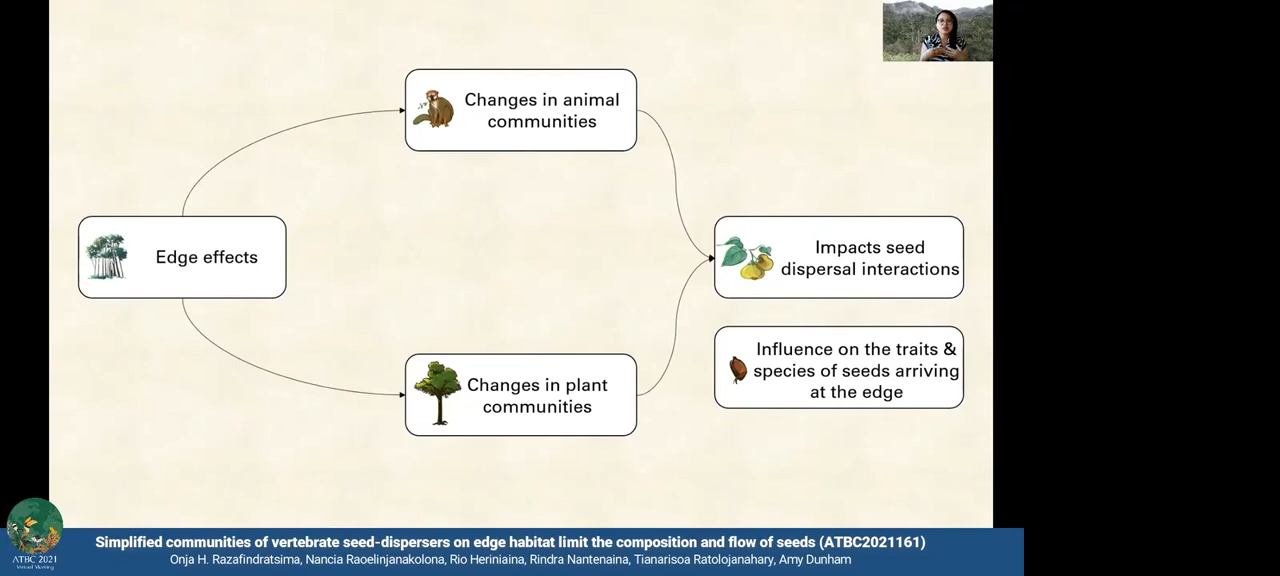 Changes in animal
communities
Edge effects
Impacts seed
dispersal interactions
Influence on the traits &
species of seeds arriving
at the edge
Changes in plant
communities
Simplified communities of vertebrate seed-dispersers on edge habitat limit the composition and flow of seeds (ATBC2021161)
Onja H. Razafindratsima, Nancia Raoelinjanakolona, Rio Heriniaina, Rindra Nantenaina, Tianarisoa Ratolojanahary, Amy Dunham
ATBC 2021
Virtual Meeting